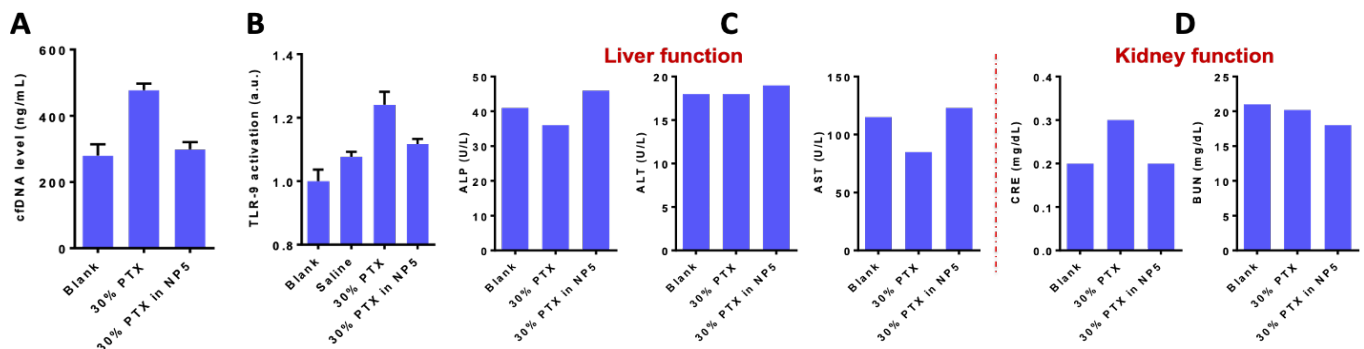 A
cfDNA level (ng/mL)
600
400
200
0
Blank
30% PTX
30% PTX in NP5
B
TLR-9 activation (a.u.)
1.4
1.2
1.0
0.8
Blank
Saline
30% PTX
30% PTX in NP5
C
Liver function
ALP (U/L)
50
40
30
20
10
0
Blank
30% PTX
30% PTX in NP5
ALT (U/L)
20
15
10
5
0
Blank
30% PTX
30% PTX in NP5
AST (U/L)
150
100
50
0
Blank
30% PTX
30% PTX in NP5
D
Kidney function
CRE (mg/dL)
0.4
0.3
0.2
0.1
0.0
Blank
30% PTX
30% PTX in NP5
BUN (mg/dL)
25
20
15
10
5
0
Blank
30% PTX
30% PTX in NP5